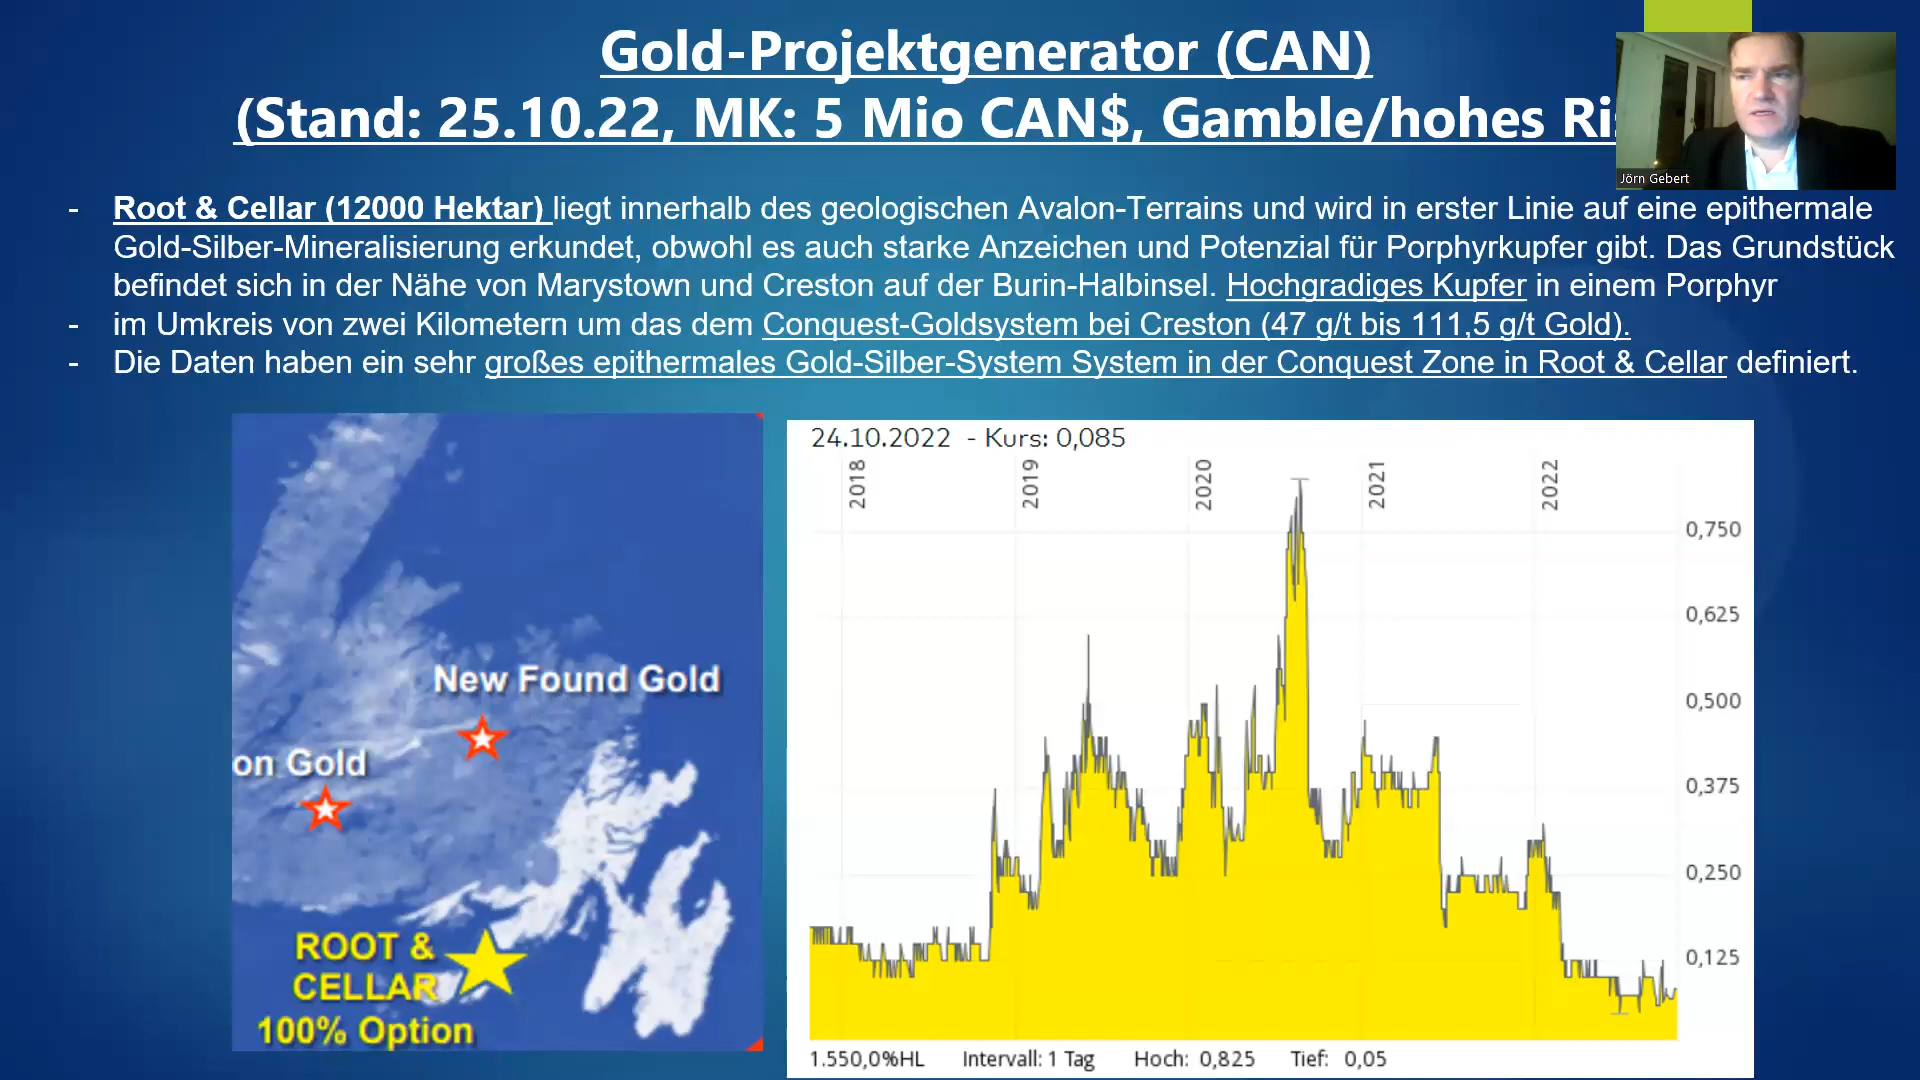 Gold-Projektgenerator (CAN)
(Stand: 25.10.22, MK: 5 Mio CAN$, Gamble/hohes
Jörn Gebert
- Root & Cellar (12000 Hektar) liegt innerhalb des geologischen Avalon-Terrains und wird in erster Linie auf eine epithermale
Gold-Silber-Mineralisierung erkundet, obwohl es auch starke Anzeichen und Potenzial für Porphyrkupfer gibt. Das Grundstück
befindet sich in der Nähe von Marystown und Creston auf der Burin-Halbinsel. Hochgradiges Kupfer in einem Porphyr
- im Umkreis von zwei Kilometern um das dem Conquest-Goldsystem bei Creston (47 g/t bis 111,5 g/t Gold).
- Die Daten haben ein sehr großes epithermales Gold-Silber-System System in der Conquest Zone in Root & Cellar definiert.
New Found Gold
on Gold
ROOT &
CELLAR
100% Option
24.10.2022 - Kurs: 0,085
2018 2019 2020 2021 2022
0,750
0,625
0,500
0,375
0,250
0,125
1.550,0%HL Intervall: 1 Tag Hoch: 0,825 Tief: 0,05